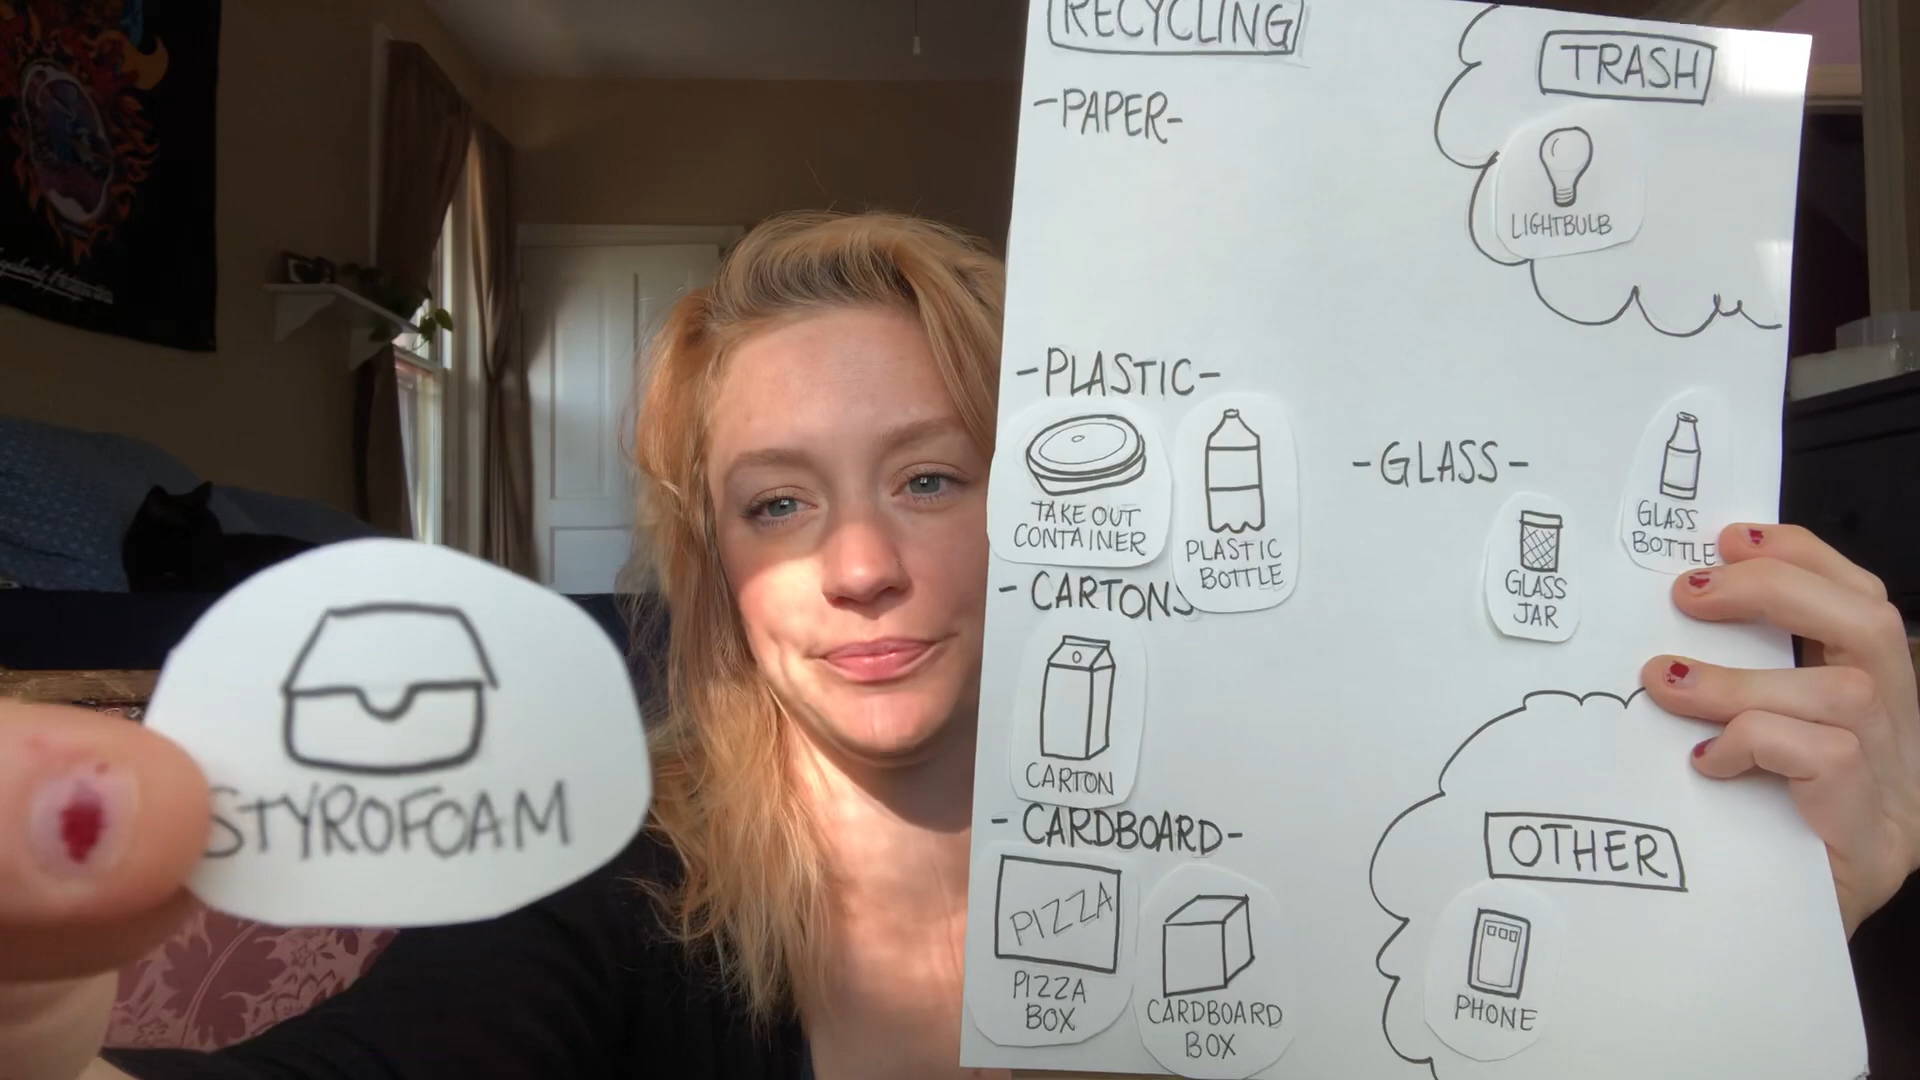 RECYCLING
TRASH
-PAPER-
LIGHTBULB
-PLASTIC-
TAKE OUT
CONTAINER
PLASTIC
BOTTLE
-GLASS-
GLASS
BOTTLE
GLASS
JAR
-CARTONS
CARTON
-CARDBOARD-
PIZZA
PIZZA
BOX
CARDBOARD
BOX
OTHER
PHONE
STYROFOAM